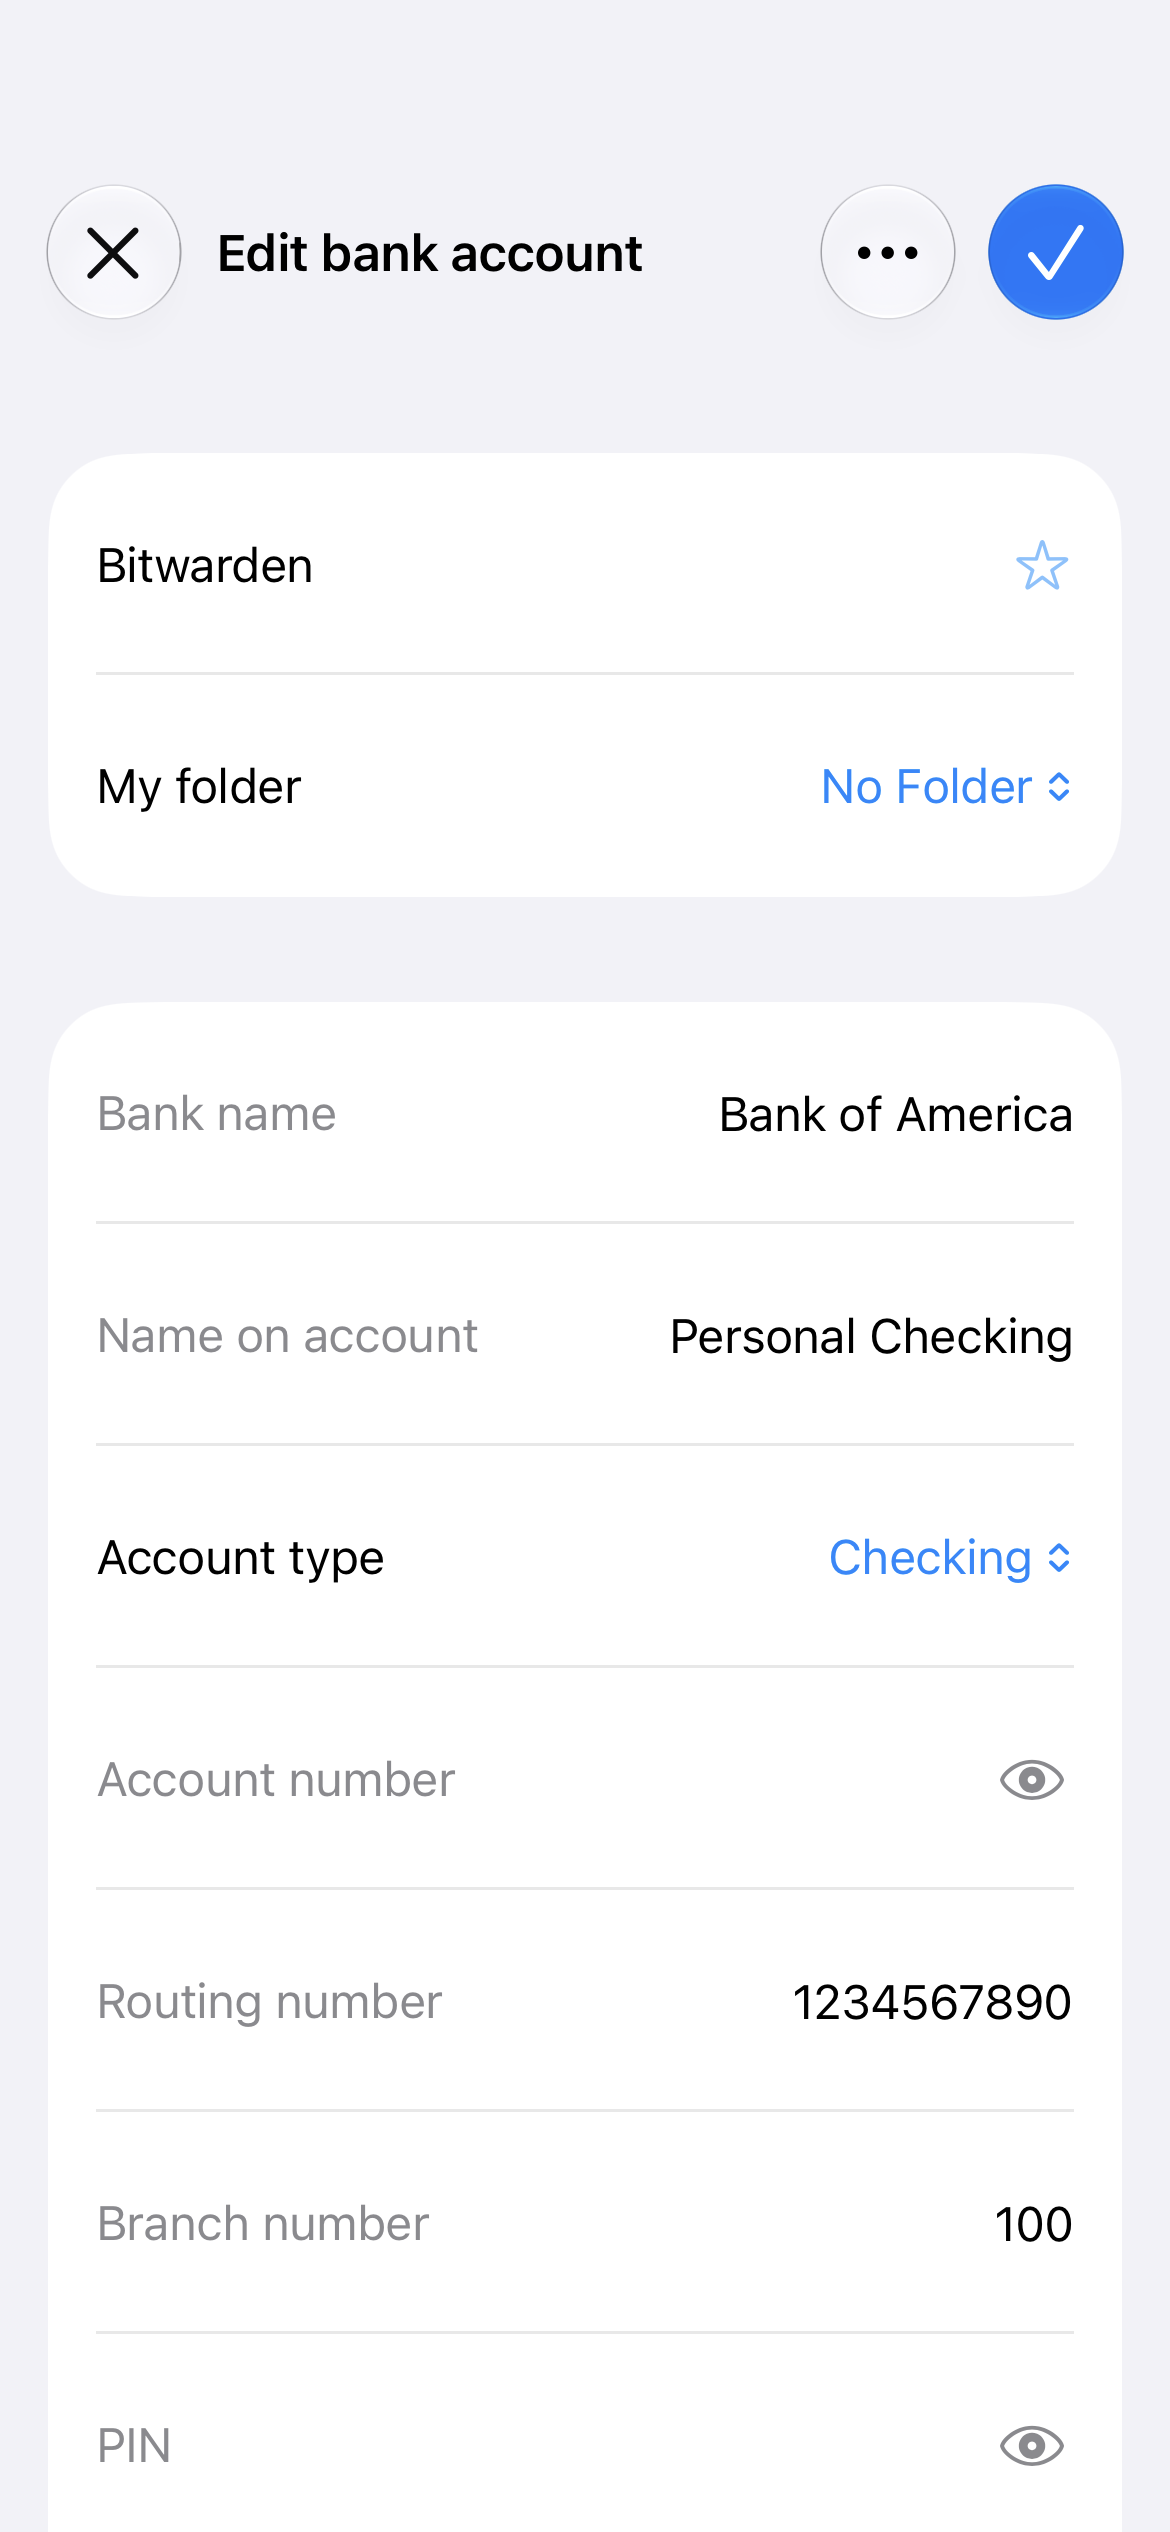 Edit bank account
Bitwarden
My folder No Folder
Bank name Bank of America
Name on account Personal Checking
Account type Checking
Account number
Routing number 1234567890
Branch number 100
PIN